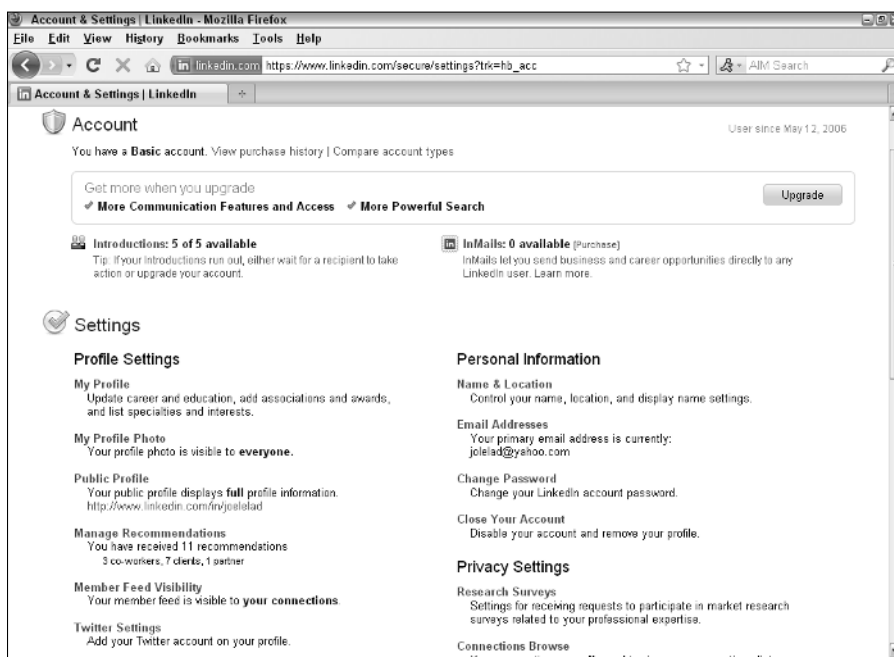 Account & Settings | LinkedIn - Mozilla Firefox
File Edit View History Bookmarks Tools Help
linkedin.com https://www.linkedin.com/secure/settings?trk=hb_acc
AIM Search
Account & Settings | LinkedIn
Account
User since May 12, 2006
You have a Basic account. View purchase history | Compare account types
Get more when you upgrade
More Communication Features and Access More Powerful Search
Upgrade
Introductions: 5 of 5 available
Tip: If your Introductions run out, either wait for a recipient to take
action or upgrade your account.
InMails: 0 available [Purchase]
InMails let you send business and career opportunities directly to any
LinkedIn user. Learn more.
Settings
Profile Settings
My Profile
Update career and education, add associations and awards,
and list specialties and interests.
My Profile Photo
Your profile photo is visible to everyone.
Public Profile
Your public profile displays full profile information.
http://www.linkedin.com/in/joelelad
Manage Recommendations
You have received 11 recommendations
3 co-workers, 7 clients, 1 partner
Member Feed Visibility
Your member feed is visible to your connections.
Twitter Settings
Add your Twitter account on your profile.
Personal Information
Name & Location
Control your name, location, and display name settings.
Email Addresses
Your primary email address is currently:
jolelad@yahoo.com
Change Password
Change your LinkedIn account password.
Close Your Account
Disable your account and remove your profile.
Privacy Settings
Research Surveys
Settings for receiving requests to participate in market research
surveys related to your professional expertise.
Connections Browse